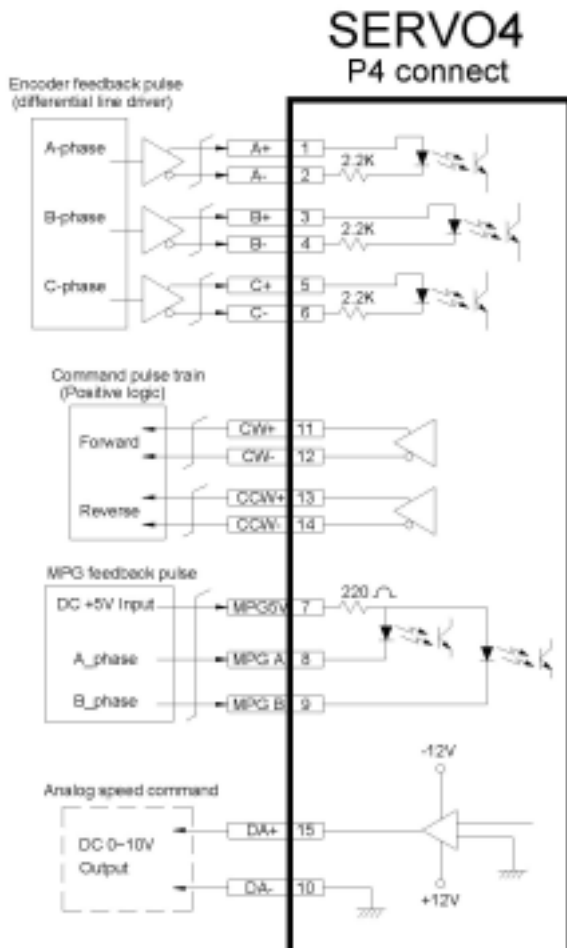 SERVO4
P4 connect
Encoder feedback pulse
(differential line driver)
A-phase
A+ 1
A- 2
2.2K
B-phase
B+ 3
B- 4
2.2K
C-phase
C+ 5
C- 6
2.2K
Command pulse train
(Positive logic)
Forward
CW+ 11
CW- 12
Reverse
CCW+ 13
CCW- 14
MPG feedback pulse
DC +5V Input
MPG5V 7
220
A_phase
MPG A 8
B_phase
MPG B 9
-12V
Analog speed command
DC 0~10V
Output
DA+ 15
DA- 10
+12V